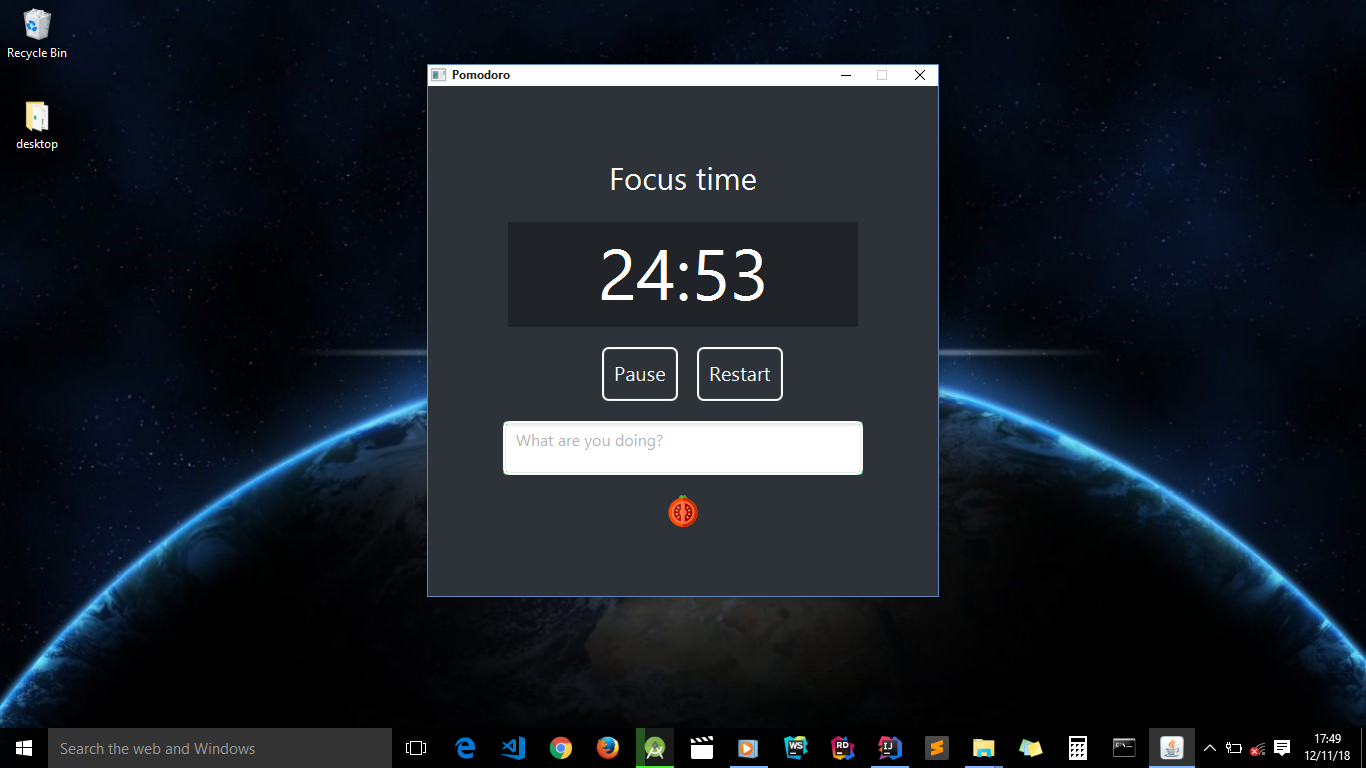 Recycle Bin
desktop
Pomodoro
Focus time
24:53
Pause Restart
What are you doing?
Search the web and Windows
WS
RD
IJ
17:49
12/11/18